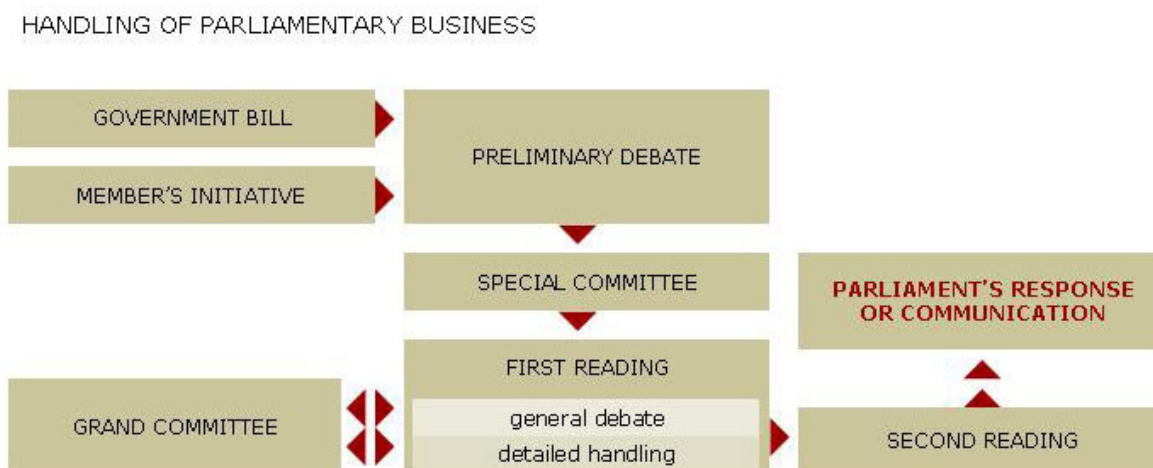 HANDLING OF PARLIAMENTARY BUSINESS
GOVERNMENT BILL
MEMBER'S INITIATIVE
PRELIMINARY DEBATE
SPECIAL COMMITTEE
FIRST READING
general debate
detailed handling
GRAND COMMITTEE
SECOND READING
PARLIAMENT'S RESPONSE
OR COMMUNICATION